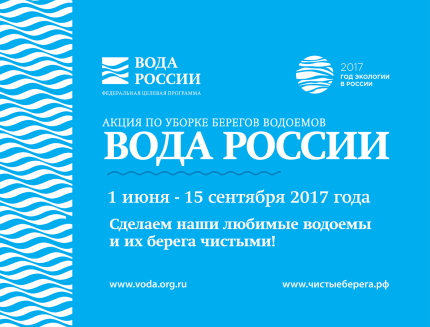 ВОДА
РОССИИ
ФЕДЕРАЛЬНАЯ ЦЕЛЕВАЯ ПРОГРАММА
2017
ГОД ЭКОЛОГИИ
В РОССИИ
АКЦИЯ ПО УБОРКЕ БЕРЕГОВ ВОДОЕМОВ
ВОДА РОССИИ
1 июня - 15 сентября 2017 года
Сделаем наши любимые водоемы
и их берега чистыми!
www.voda.org.ru
www.чистыеберега.рф